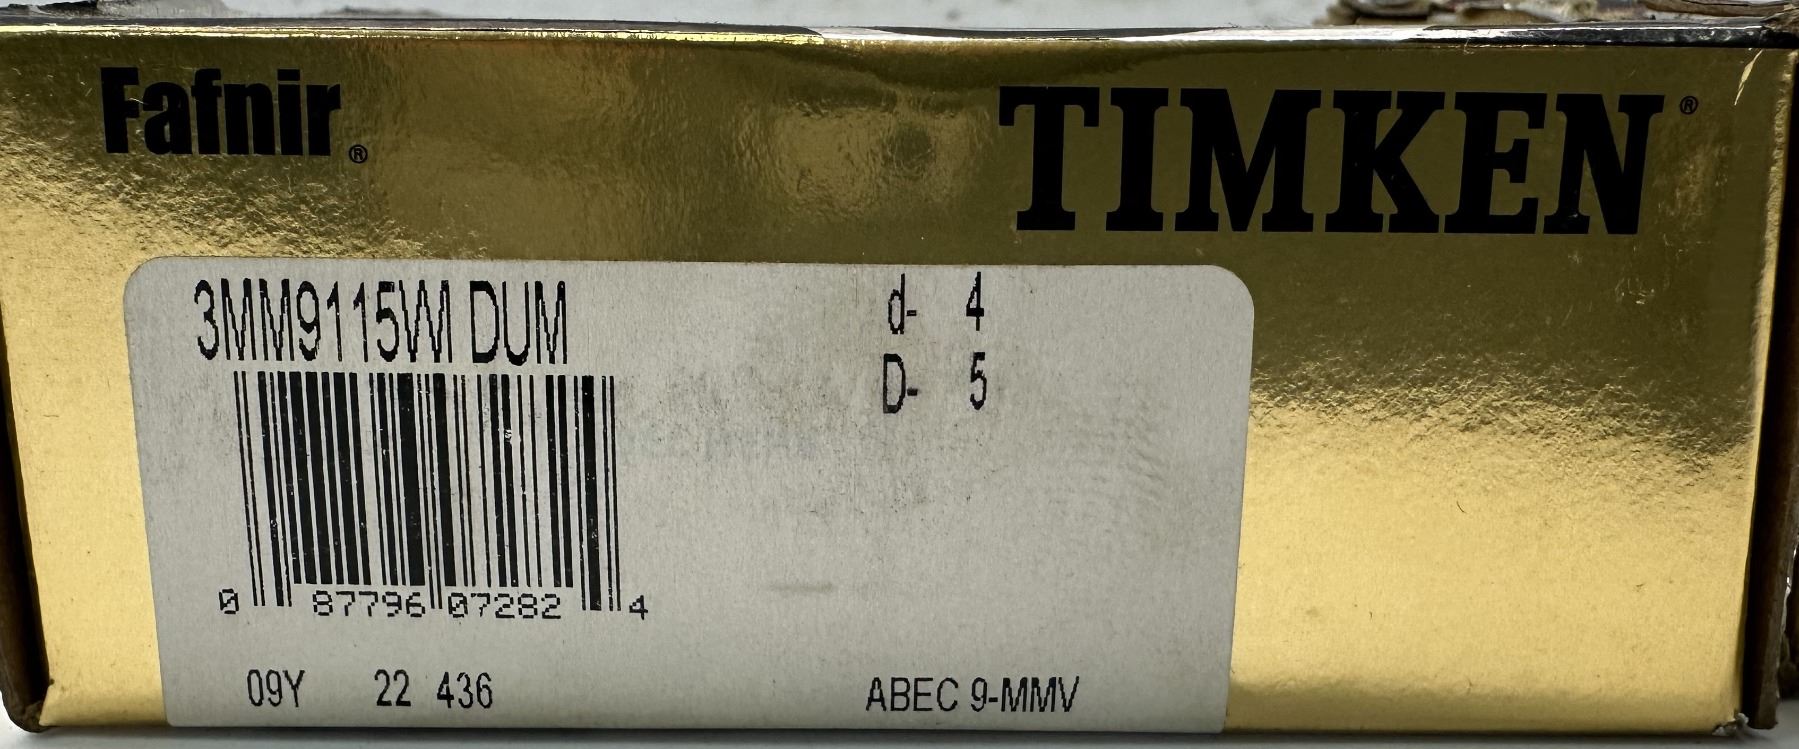 Fafnir®
TIMKEN®
3MM9115WI DUM
d- 4
D- 5
0 87796 07282 4
09Y 22 436
ABEC 9-MMV